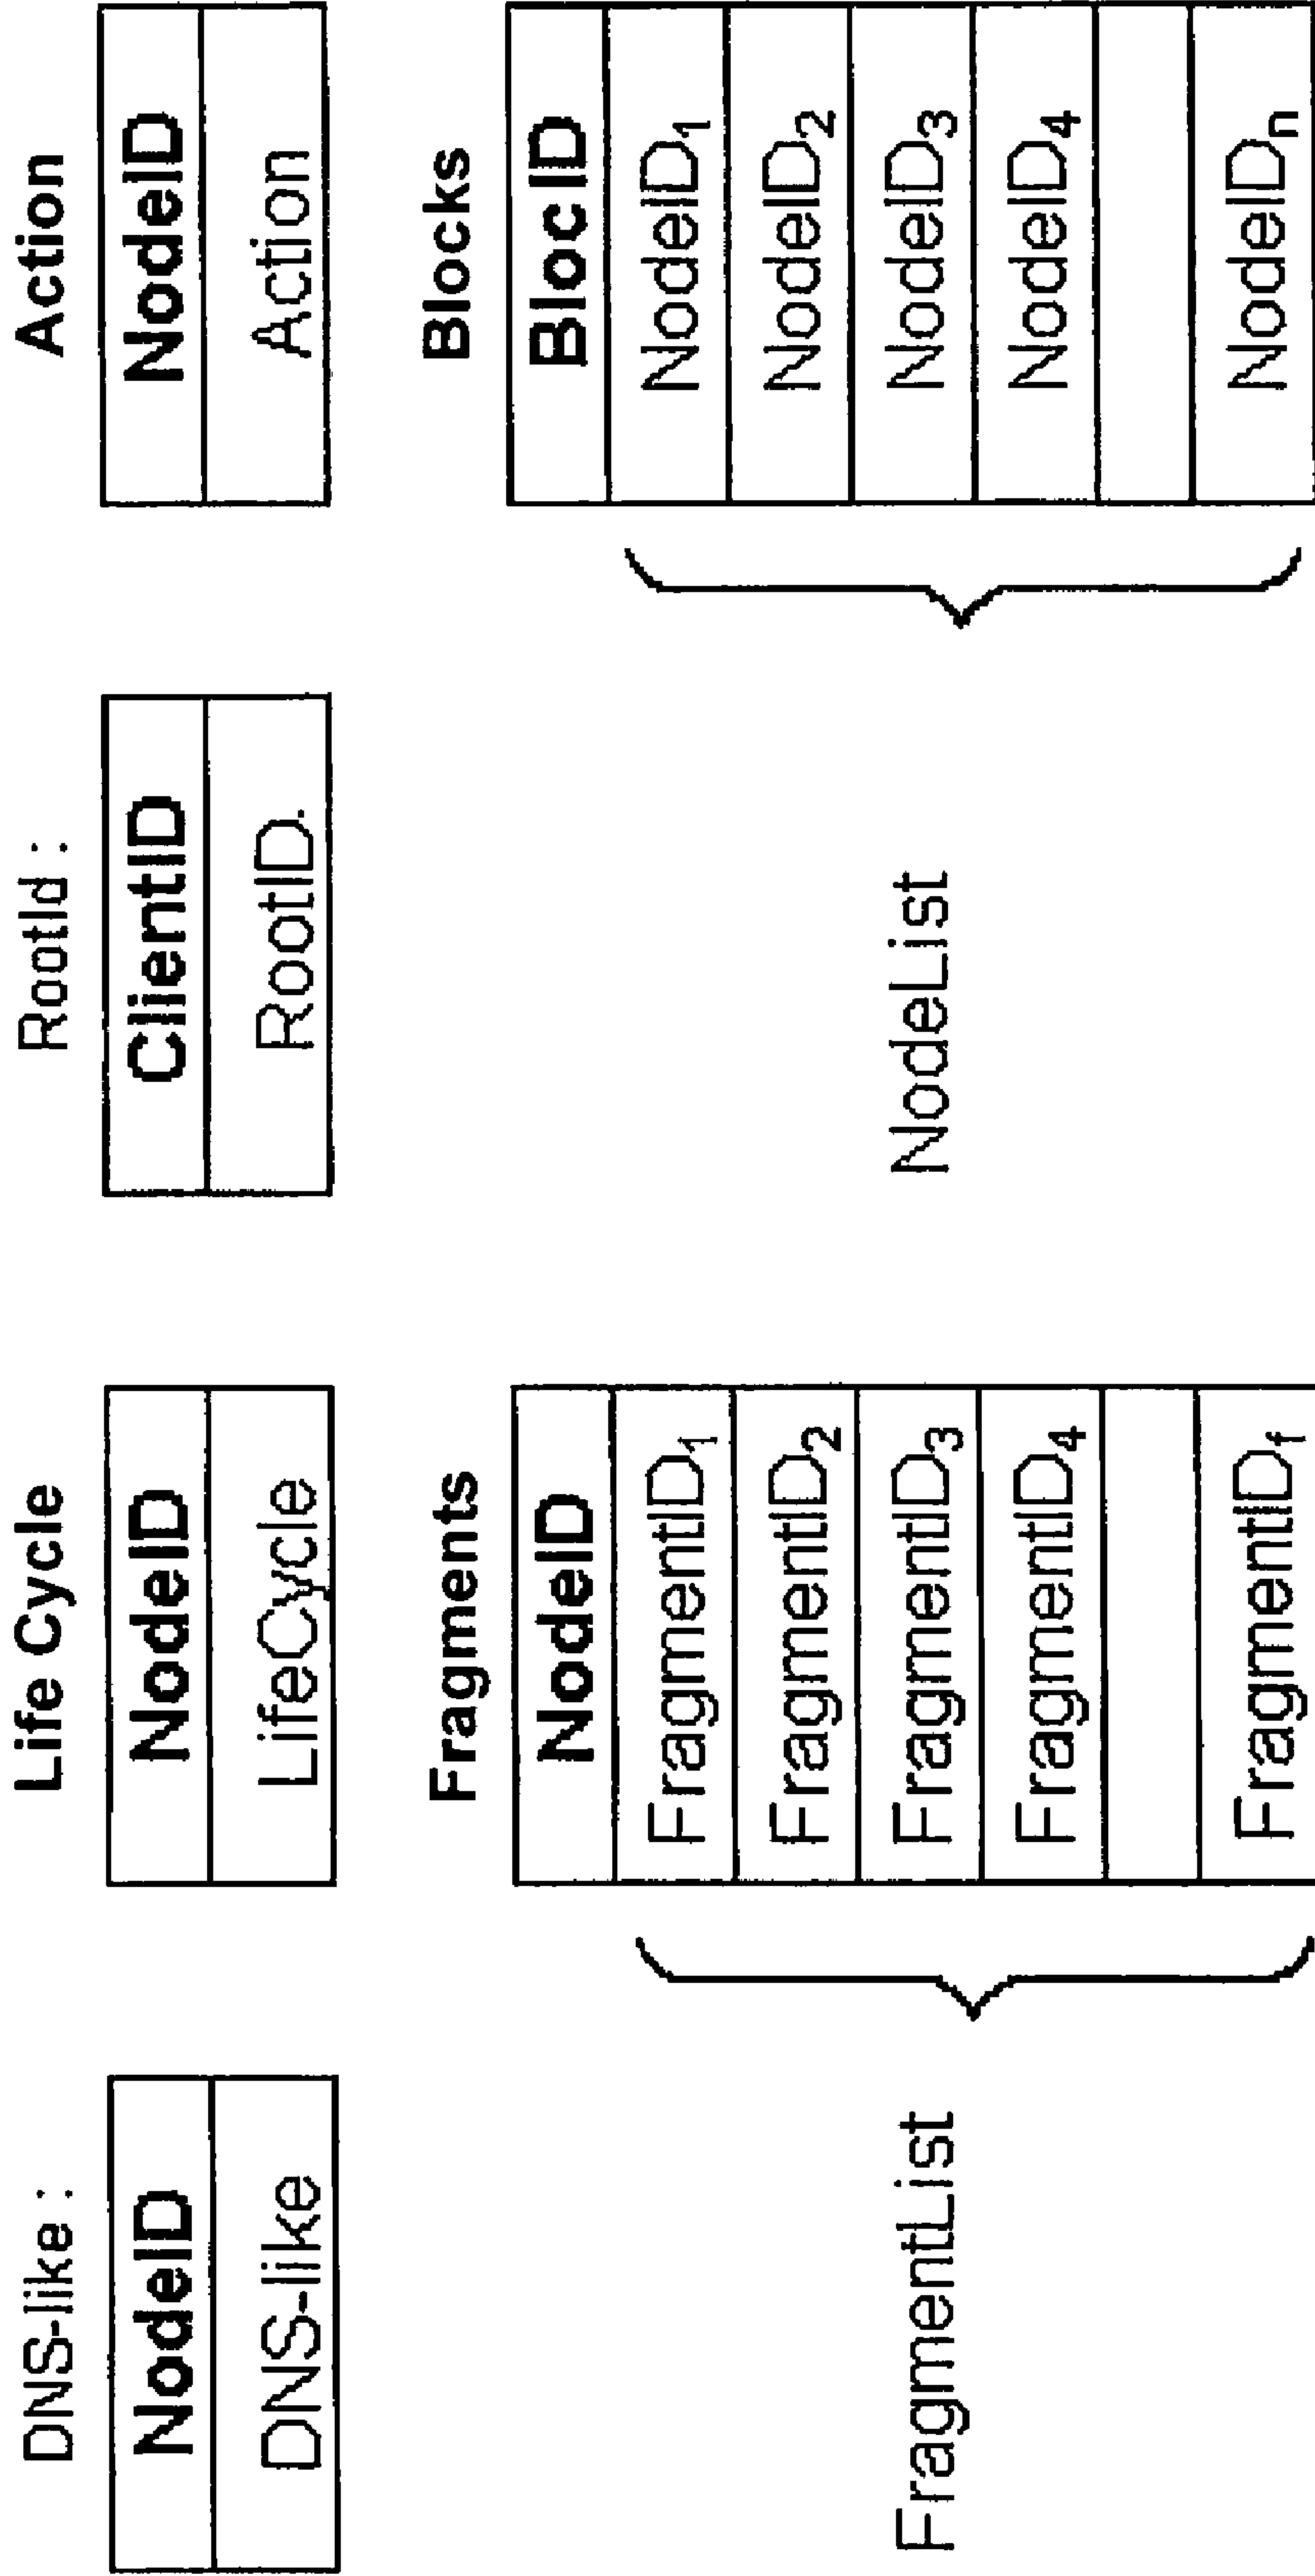 DNS-like :
NodeID
DNS-like
Life Cycle
NodeID
LifeCycle
RootId :
ClientID
RootID.
Action
NodeID
Action
FragmentList
Fragments
NodeID
FragmentID1
FragmentID2
FragmentID3
FragmentID4
FragmentIDf
NodeList
Blocks
BlocID
NodeID1
NodeID2
NodeID3
NodeID4
NodeIDn